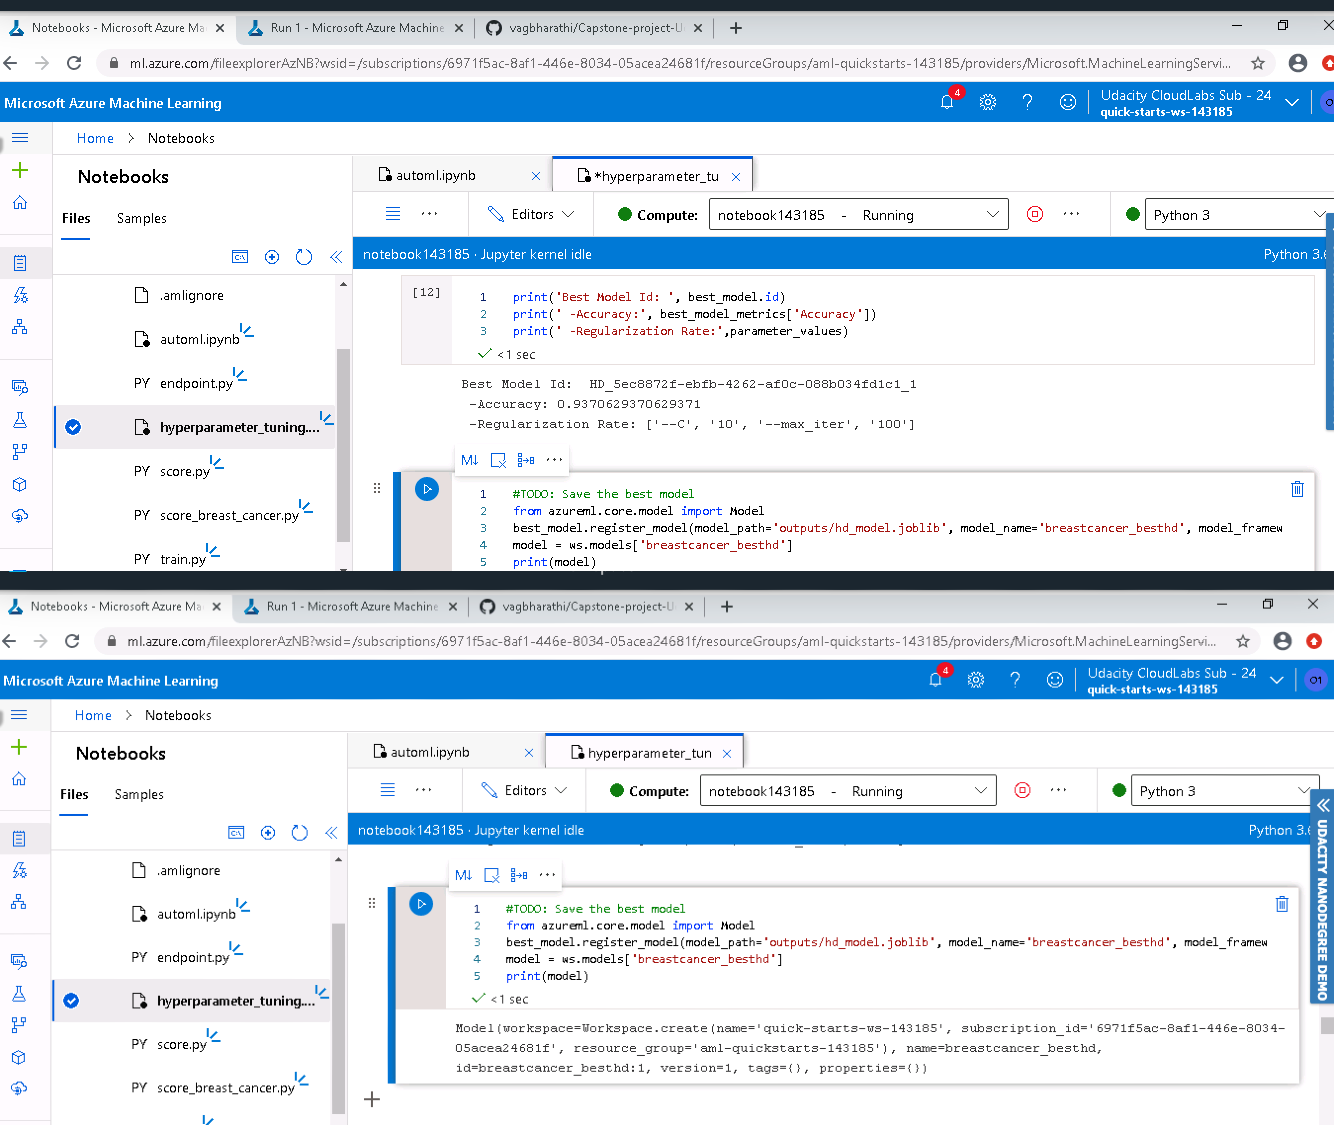 Notebooks - Microsoft Azure Ma
Run 1 - Microsoft Azure Machine
vagbharathi/Capstone-project-U
ml.azure.com/fileexplorerAzNB?wsid=/subscriptions/6971f5ac-8af1-446e-8034-05acea24681f/resourceGroups/aml-quickstarts-143185/providers/Microsoft.MachineLearningServi...
Microsoft Azure Machine Learning
4
Udacity CloudLabs Sub - 24
quick-starts-ws-143185
Home > Notebooks
Notebooks
automl.ipynb
*hyperparameter_tu
Files
Samples
Editors
Compute:
notebook143185 - Running
Python 3
notebook143185 · Jupyter kernel idle
Python 3.6
.amlignore
automl.ipynb
PY endpoint.py
hyperparameter_tuning....
PY score.py
PY score_breast_cancer.py
PY train.py
[12]
1 print('Best Model Id: ', best_model.id)
2 print(' -Accuracy:', best_model_metrics['Accuracy'])
3 print(' -Regularization Rate:',parameter_values)
<1 sec
Best Model Id:  HD_5ec8872f-ebfb-4262-af0c-088b034fd1c1_1
-Accuracy: 0.9370629370629371
-Regularization Rate: ['--C', '10', '--max_iter', '100']
M↓
1 #TODO: Save the best model
2 from azureml.core.model import Model
3 best_model.register_model(model_path='outputs/hd_model.joblib', model_name='breastcancer_besthd', model_framew
4 model = ws.models['breastcancer_besthd']
5 print(model)
Notebooks - Microsoft Azure Ma
Run 1 - Microsoft Azure Machine
vagbharathi/Capstone-project-U
ml.azure.com/fileexplorerAzNB?wsid=/subscriptions/6971f5ac-8af1-446e-8034-05acea24681f/resourceGroups/aml-quickstarts-143185/providers/Microsoft.MachineLearningServi...
Microsoft Azure Machine Learning
4
Udacity CloudLabs Sub - 24
quick-starts-ws-143185
O1
Home > Notebooks
Notebooks
automl.ipynb
hyperparameter_tun
Files
Samples
Editors
Compute:
notebook143185 - Running
Python 3
notebook143185 · Jupyter kernel idle
Python 3.6
UDACITY NANODEGREE DEMO
.amlignore
automl.ipynb
PY endpoint.py
hyperparameter_tuning....
PY score.py
PY score_breast_cancer.py
M↓
1 #TODO: Save the best model
2 from azureml.core.model import Model
3 best_model.register_model(model_path='outputs/hd_model.joblib', model_name='breastcancer_besthd', model_framew
4 model = ws.models['breastcancer_besthd']
5 print(model)
<1 sec
Model(workspace=Workspace.create(name='quick-starts-ws-143185', subscription_id='6971f5ac-8af1-446e-8034-
05acea24681f', resource_group='aml-quickstarts-143185'), name=breastcancer_besthd,
id=breastcancer_besthd:1, version=1, tags={}, properties={})